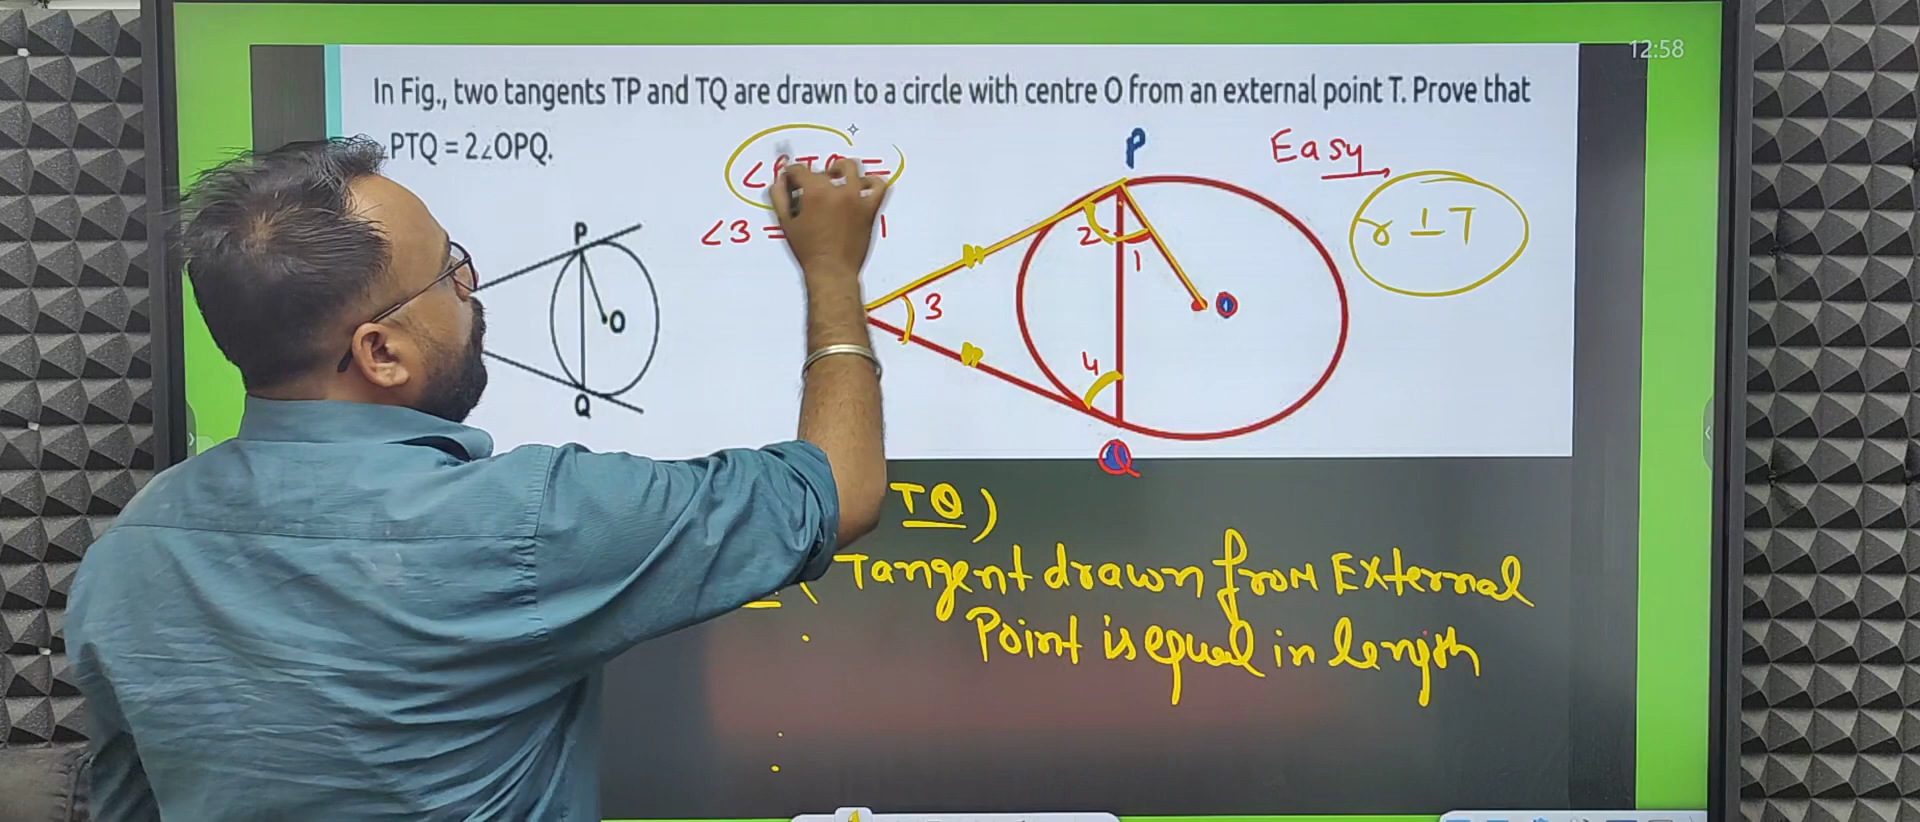 12:58
In Fig., two tangents TP and TQ are drawn to a circle with centre O from an external point T. Prove that
∠PTQ = 2∠OPQ.
P
Easy
r ⊥ T
∠3 = 1
P
2
1
O
3
O
4
Q
Q
TQ)
Tangent drawn from External
Point is equal in length